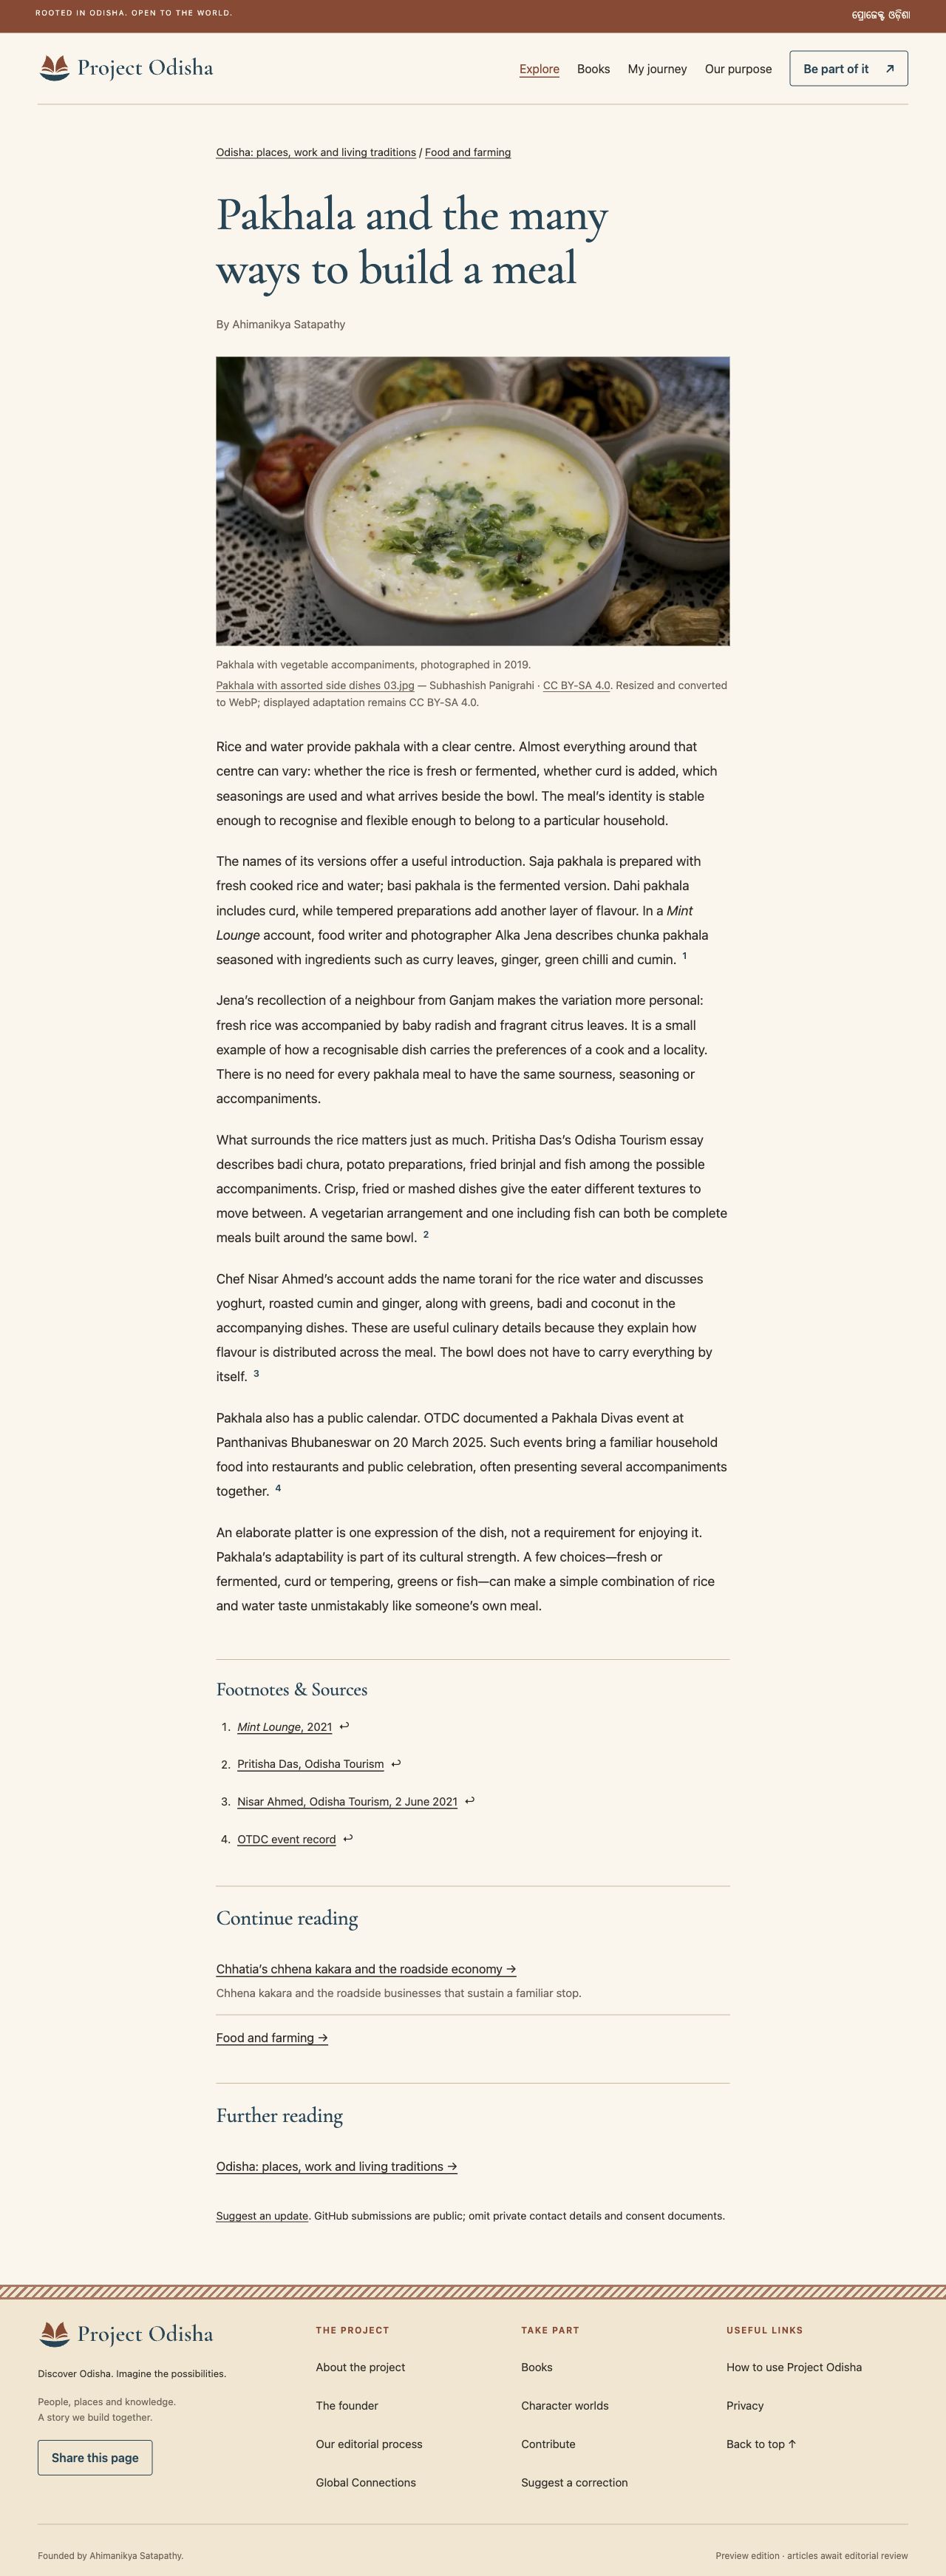 ROOTED IN ODISHA. OPEN TO THE WORLD.
ପ୍ରୋଜେକ୍ଟ ଓଡ଼ିଶା
Project Odisha
Explore
Books
My journey
Our purpose
Be part of it ↗
Odisha: places, work and living traditions / Food and farming
Pakhala and the many
ways to build a meal
By Ahimanikya Satapathy
Pakhala with vegetable accompaniments, photographed in 2019.
Pakhala with assorted side dishes 03.jpg — Subhashish Panigrahi · CC BY-SA 4.0. Resized and converted
to WebP; displayed adaptation remains CC BY-SA 4.0.
Rice and water provide pakhala with a clear centre. Almost everything around that
centre can vary: whether the rice is fresh or fermented, whether curd is added, which
seasonings are used and what arrives beside the bowl. The meal’s identity is stable
enough to recognise and flexible enough to belong to a particular household.
The names of its versions offer a useful introduction. Saja pakhala is prepared with
fresh cooked rice and water; basi pakhala is the fermented version. Dahi pakhala
includes curd, while tempered preparations add another layer of flavour. In a Mint
Lounge account, food writer and photographer Alka Jena describes chunka pakhala
seasoned with ingredients such as curry leaves, ginger, green chilli and cumin. 1
Jena’s recollection of a neighbour from Ganjam makes the variation more personal:
fresh rice was accompanied by baby radish and fragrant citrus leaves. It is a small
example of how a recognisable dish carries the preferences of a cook and a locality.
There is no need for every pakhala meal to have the same sourness, seasoning or
accompaniments.
What surrounds the rice matters just as much. Pritisha Das’s Odisha Tourism essay
describes badi chura, potato preparations, fried brinjal and fish among the possible
accompaniments. Crisp, fried or mashed dishes give the eater different textures to
move between. A vegetarian arrangement and one including fish can both be complete
meals built around the same bowl. 2
Chef Nisar Ahmed’s account adds the name torani for the rice water and discusses
yoghurt, roasted cumin and ginger, along with greens, badi and coconut in the
accompanying dishes. These are useful culinary details because they explain how
flavour is distributed across the meal. The bowl does not have to carry everything by
itself. 3
Pakhala also has a public calendar. OTDC documented a Pakhala Divas event at
Panthanivas Bhubaneswar on 20 March 2025. Such events bring a familiar household
food into restaurants and public celebration, often presenting several accompaniments
together. 4
An elaborate platter is one expression of the dish, not a requirement for enjoying it.
Pakhala’s adaptability is part of its cultural strength. A few choices—fresh or
fermented, curd or tempering, greens or fish—can make a simple combination of rice
and water taste unmistakably like someone’s own meal.
Footnotes & Sources
1. Mint Lounge, 2021 ↩
2. Pritisha Das, Odisha Tourism ↩
3. Nisar Ahmed, Odisha Tourism, 2 June 2021 ↩
4. OTDC event record ↩
Continue reading
Chhatia’s chhena kakara and the roadside economy →
Chhena kakara and the roadside businesses that sustain a familiar stop.
Food and farming →
Further reading
Odisha: places, work and living traditions →
Suggest an update. GitHub submissions are public; omit private contact details and consent documents.
Project Odisha
Discover Odisha. Imagine the possibilities.
People, places and knowledge.
A story we build together.
Share this page
THE PROJECT
About the project
The founder
Our editorial process
Global Connections
TAKE PART
Books
Character worlds
Contribute
Suggest a correction
USEFUL LINKS
How to use Project Odisha
Privacy
Back to top ↑
Founded by Ahimanikya Satapathy.
Preview edition · articles await editorial review